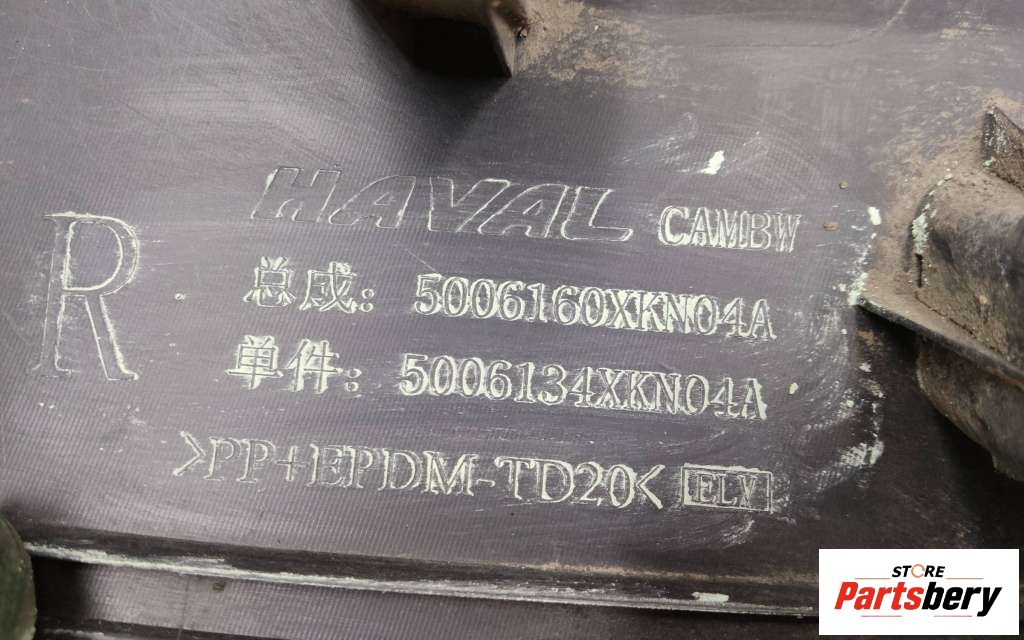 HAVAL CAMBW
R
总成: 5006160XKN04A
单件: 5006134XKN04A
>PP+EPDM-TD20< ELV
STORE
Partsbery